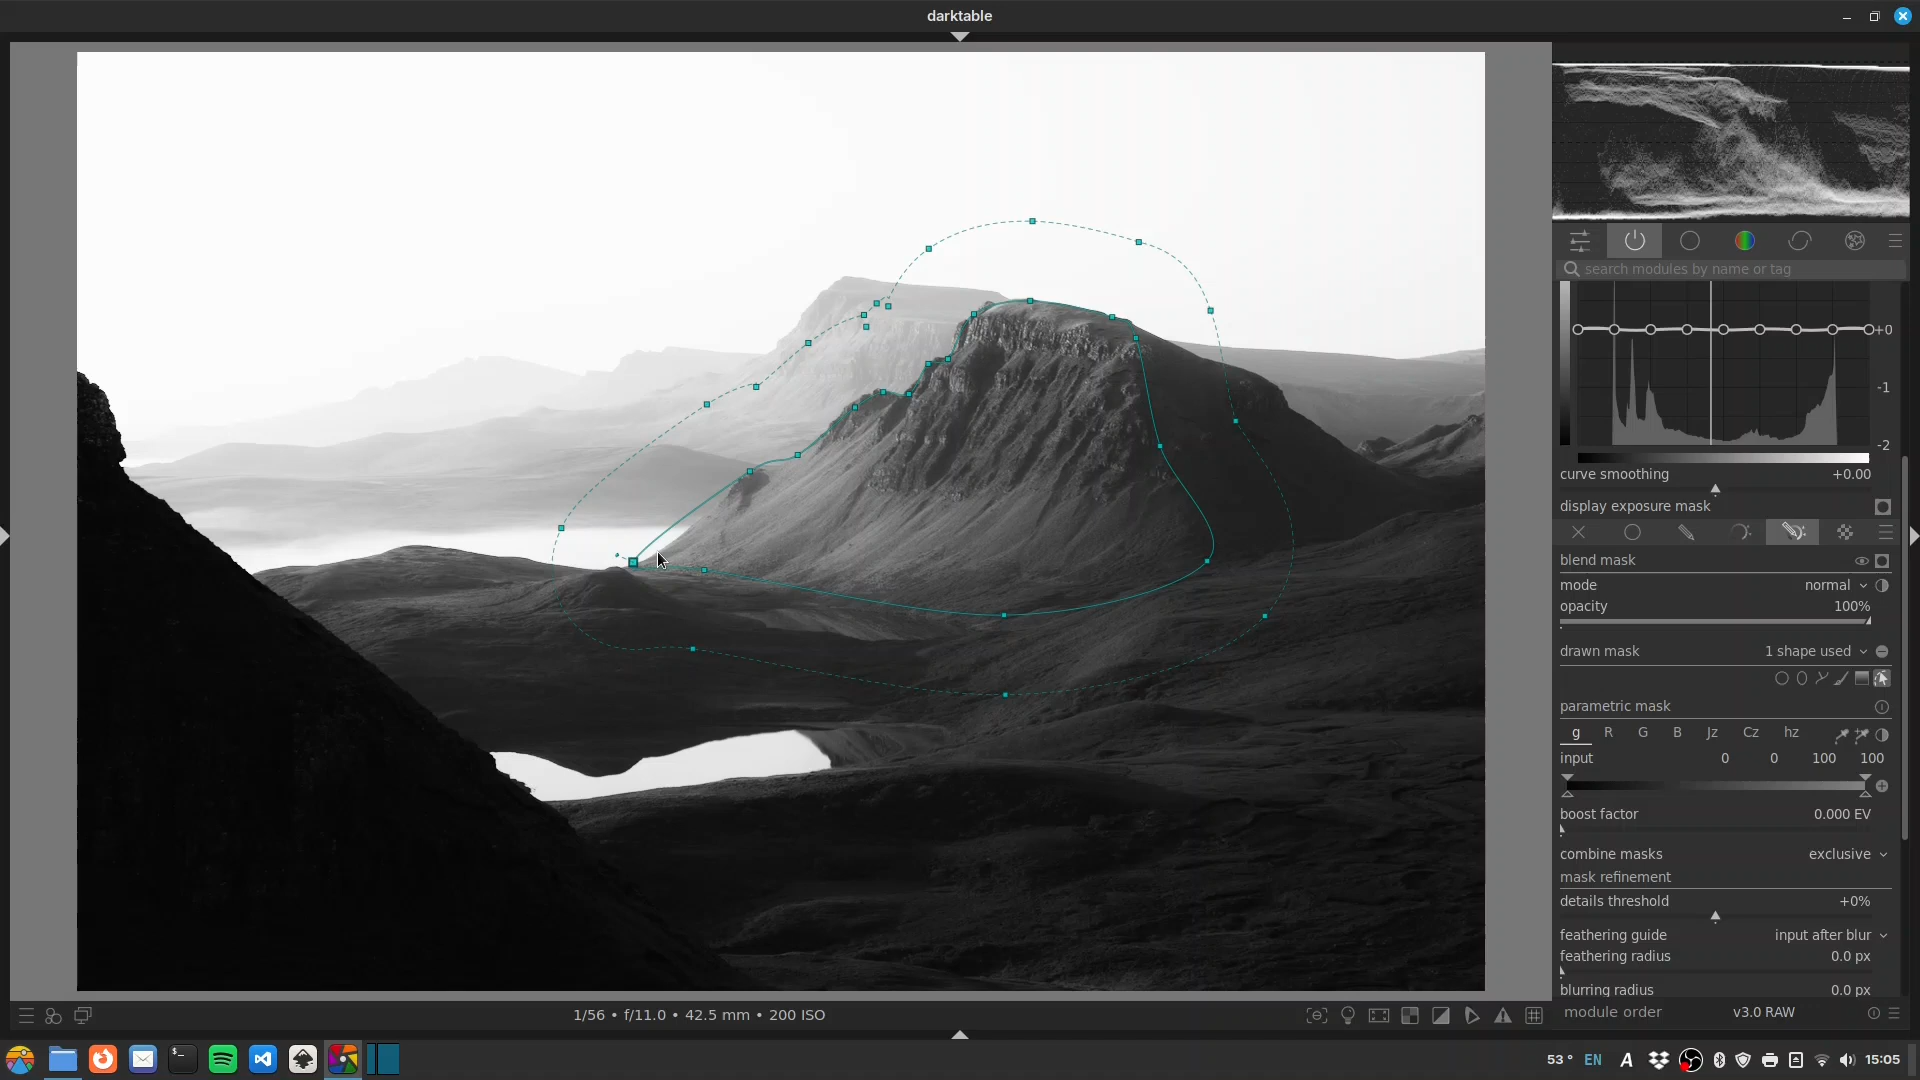 darktable
search modules by name or tag
+0
-1
-2
curve smoothing +0.00
display exposure mask
blend mask
mode normal
opacity 100%
drawn mask 1 shape used
parametric mask
g R G B Jz Cz hz
input 0 0 100 100
boost factor 0.000 EV
combine masks exclusive
mask refinement
details threshold +0%
feathering guide input after blur
feathering radius 0.0 px
blurring radius 0.0 px
1/56 • f/11.0 • 42.5 mm • 200 ISO
module order v3.0 RAW
53 ° EN A 15:05